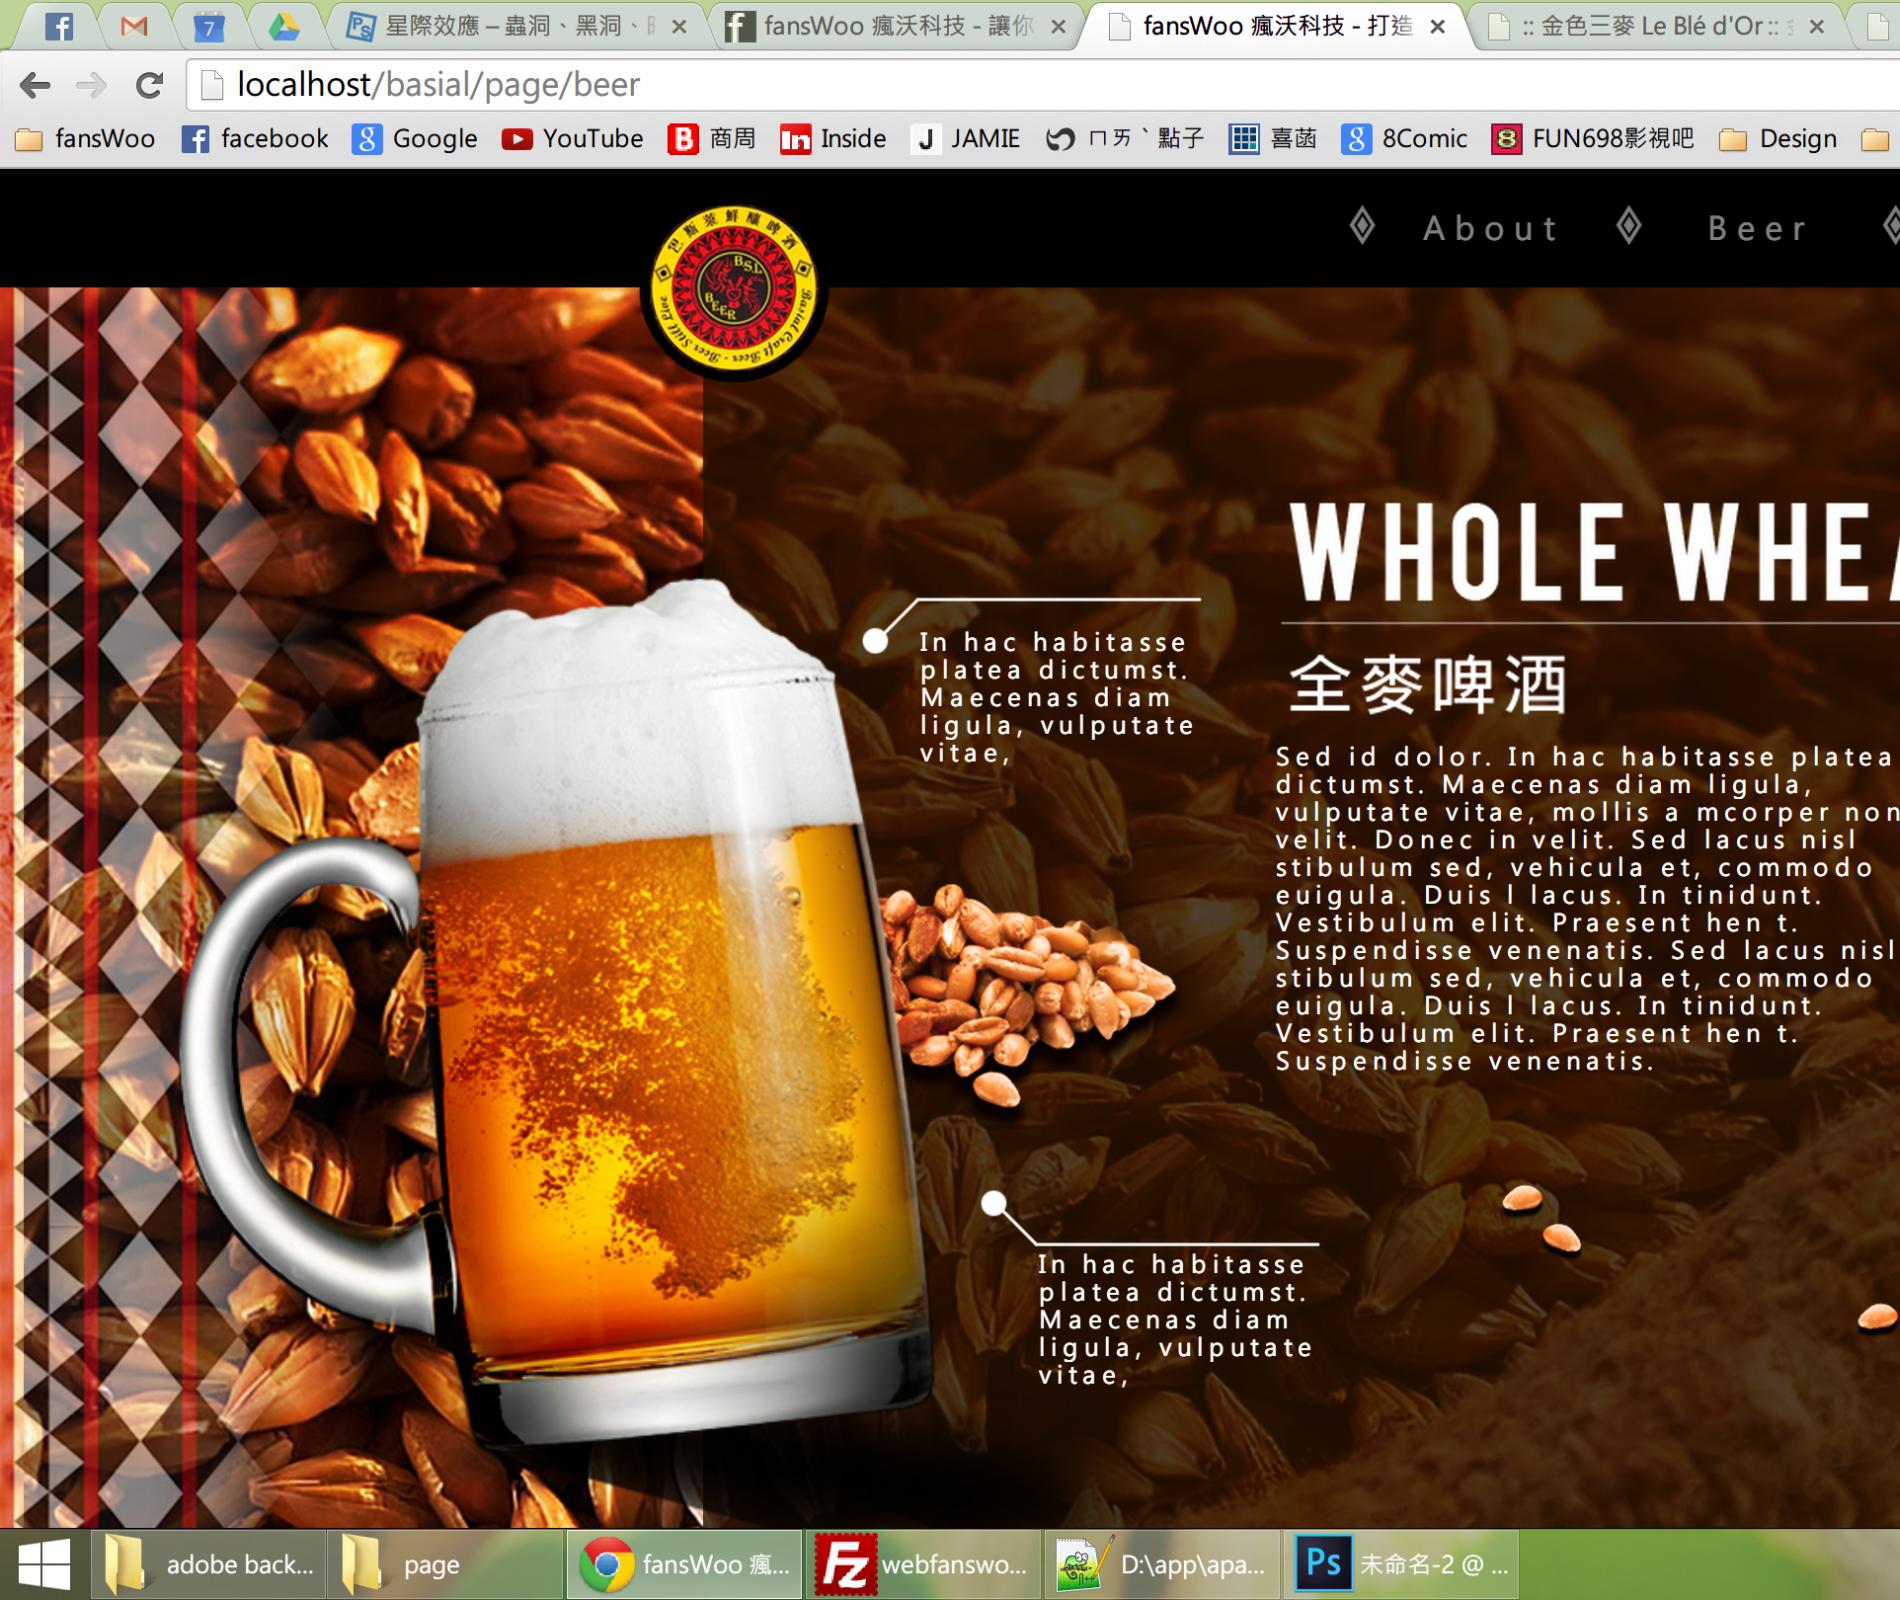 7
星際效應 – 蟲洞、黑洞、
fansWoo 瘋沃科技 - 讓你
fansWoo 瘋沃科技 - 打造
:: 金色三麥 Le Blé d'Or ::
localhost/basial/page/beer
fansWoo
facebook
Google
YouTube
商周
Inside
JAMIE
ㄇㄞˋ點子
喜菡
8Comic
FUN698影視吧
Design
About
Beer
巴斯萊鮮釀啤酒
B.S.L
BEER
Basial Craft Beer - Beer Still Live
WHOLE WHEA
全麥啤酒
In hac habitasse
platea dictumst.
Maecenas diam
ligula, vulputate
vitae,
Sed id dolor. In hac habitasse platea
dictumst. Maecenas diam ligula,
vulputate vitae, mollis a mcorper non
velit. Donec in velit. Sed lacus nisl
stibulum sed, vehicula et, commodo
euigula. Duis l lacus. In tinidunt.
Vestibulum elit. Praesent hen t.
Suspendisse venenatis. Sed lacus nisl
stibulum sed, vehicula et, commodo
euigula. Duis l lacus. In tinidunt.
Vestibulum elit. Praesent hen t.
Suspendisse venenatis.
In hac habitasse
platea dictumst.
Maecenas diam
ligula, vulputate
vitae,
adobe back...
page
fansWoo 瘋...
webfanswo...
D:\app\apa...
Ps
未命名-2 @ ...